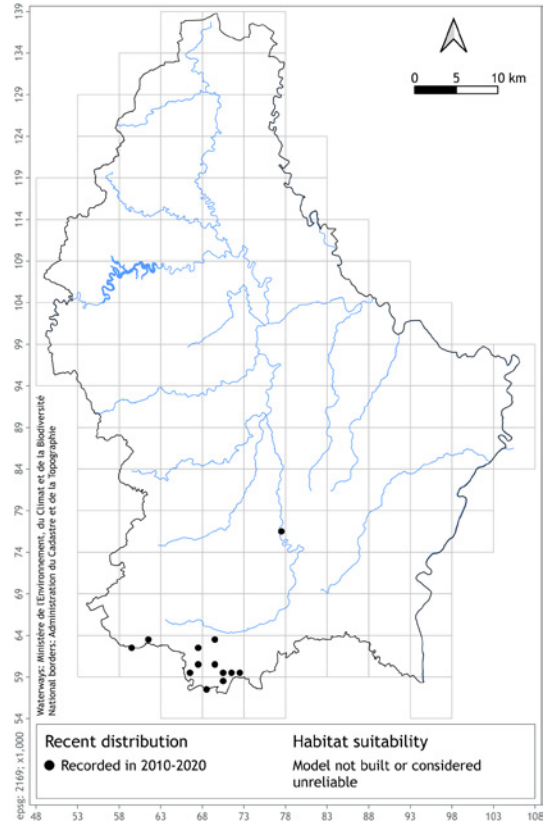 139
134
129
124
119
114
109
104
99
94
89
84
79
74
69
64
59
54
0 5 10 km
Waterways: Ministère de l'Environnement, du Climat et de la Biodiversité
National borders: Administration du Cadastre et de la Topographie
epsg: 2169; x1,000
Recent distribution
Recorded in 2010-2020
Habitat suitability
Model not built or considered
unreliable
48 53 58 63 68 73 78 83 88 93 98 103 108